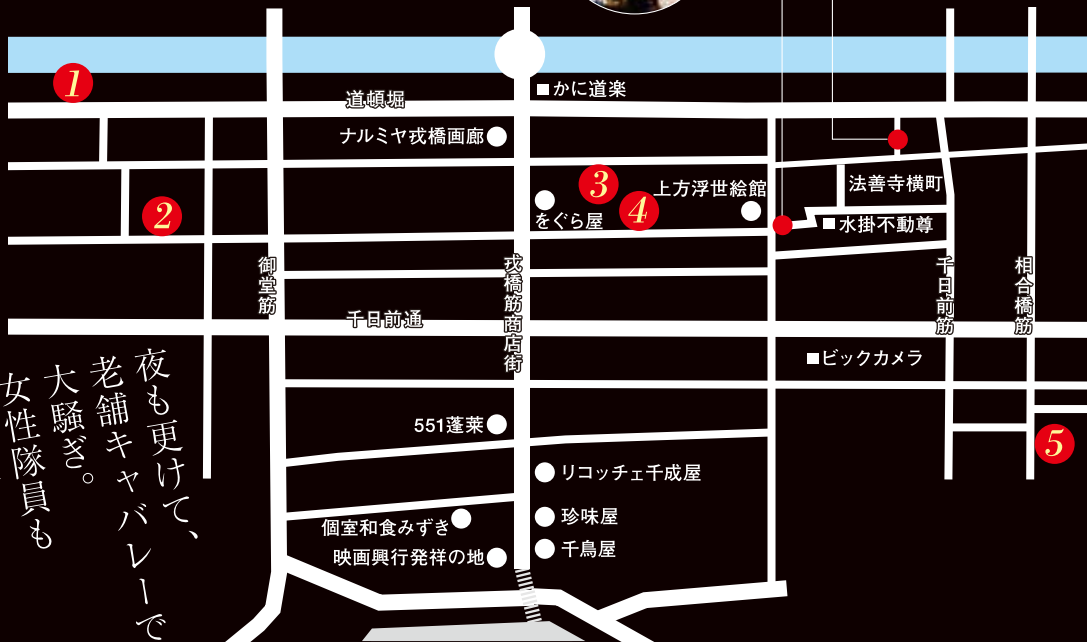 1
かに道楽
道頓堀
ナルミヤ戎橋画廊
3
上方浮世絵館
法善寺横町
2
4
をぐら屋
水掛不動尊
御堂筋
戎橋筋商店街
千日前筋
相合橋筋
千日前通
ビックカメラ
夜も更けて、
老舗キャバレーで
大騒ぎ。
女性隊員も
551蓬莱
5
リコッチェ千成屋
個室和食みずき
珍味屋
映画興行発祥の地
千鳥屋